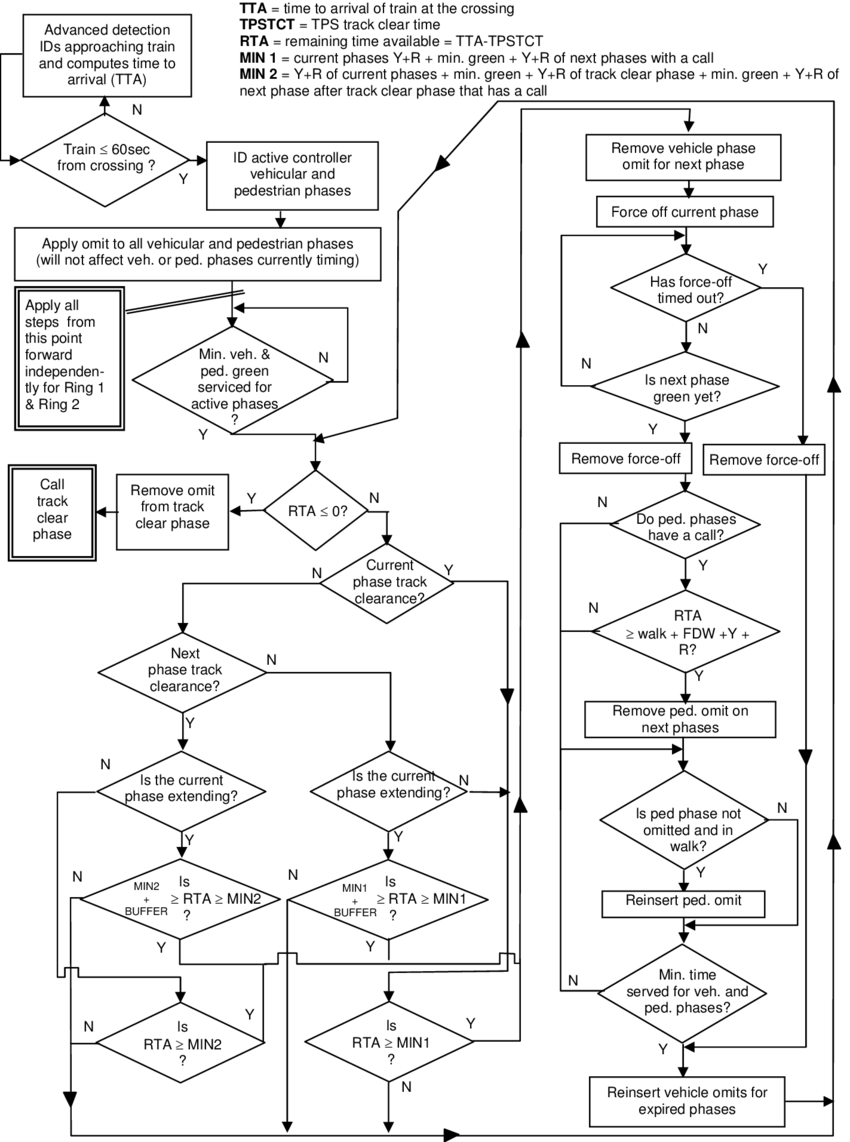 TTA = time to arrival of train at the crossing
TPSTCT = TPS track clear time
RTA = remaining time available = TTA-TPSTCT
MIN 1 = current phases Y+R + min. green + Y+R of next phases with a call
MIN 2 = Y+R of current phases + min. green + Y+R of track clear phase + min. green + Y+R of
next phase after track clear phase that has a call
Advanced detection
IDs approaching train
and computes time to
arrival (TTA)
N
Train ≤ 60sec
from crossing ?
Y
ID active controller
vehicular and
pedestrian phases
Apply omit to all vehicular and pedestrian phases
(will not affect veh. or ped. phases currently timing)
Apply all
steps from
this point
forward
independen-
tly for Ring 1
& Ring 2
Min. veh. &
ped. green
serviced for
active phases
?
N
Y
RTA ≤ 0?
Y
N
Remove omit
from track
clear phase
Call
track
clear
phase
Current
phase track
clearance?
N
Y
Next
phase track
clearance?
N
Y
Is the current
phase extending?
N
Y
Is the current
phase extending?
N
Y
Is
MIN2
+
BUFFER
≥ RTA ≥ MIN2
?
N
Y
Is
MIN1
+
BUFFER
≥ RTA ≥ MIN1
?
N
Y
Is
RTA ≥ MIN2
?
N
Y
Is
RTA ≥ MIN1
?
Y
N
Remove vehicle phase
omit for next phase
Force off current phase
Has force-off
timed out?
Y
N
Is next phase
green yet?
N
Y
Remove force-off
Remove force-off
Do ped. phases
have a call?
N
Y
RTA
≥ walk + FDW +Y +
R?
N
Y
Remove ped. omit on
next phases
Is ped phase not
omitted and in
walk?
N
Y
Reinsert ped. omit
Min. time
served for veh. and
ped. phases?
N
Y
Reinsert vehicle omits for
expired phases